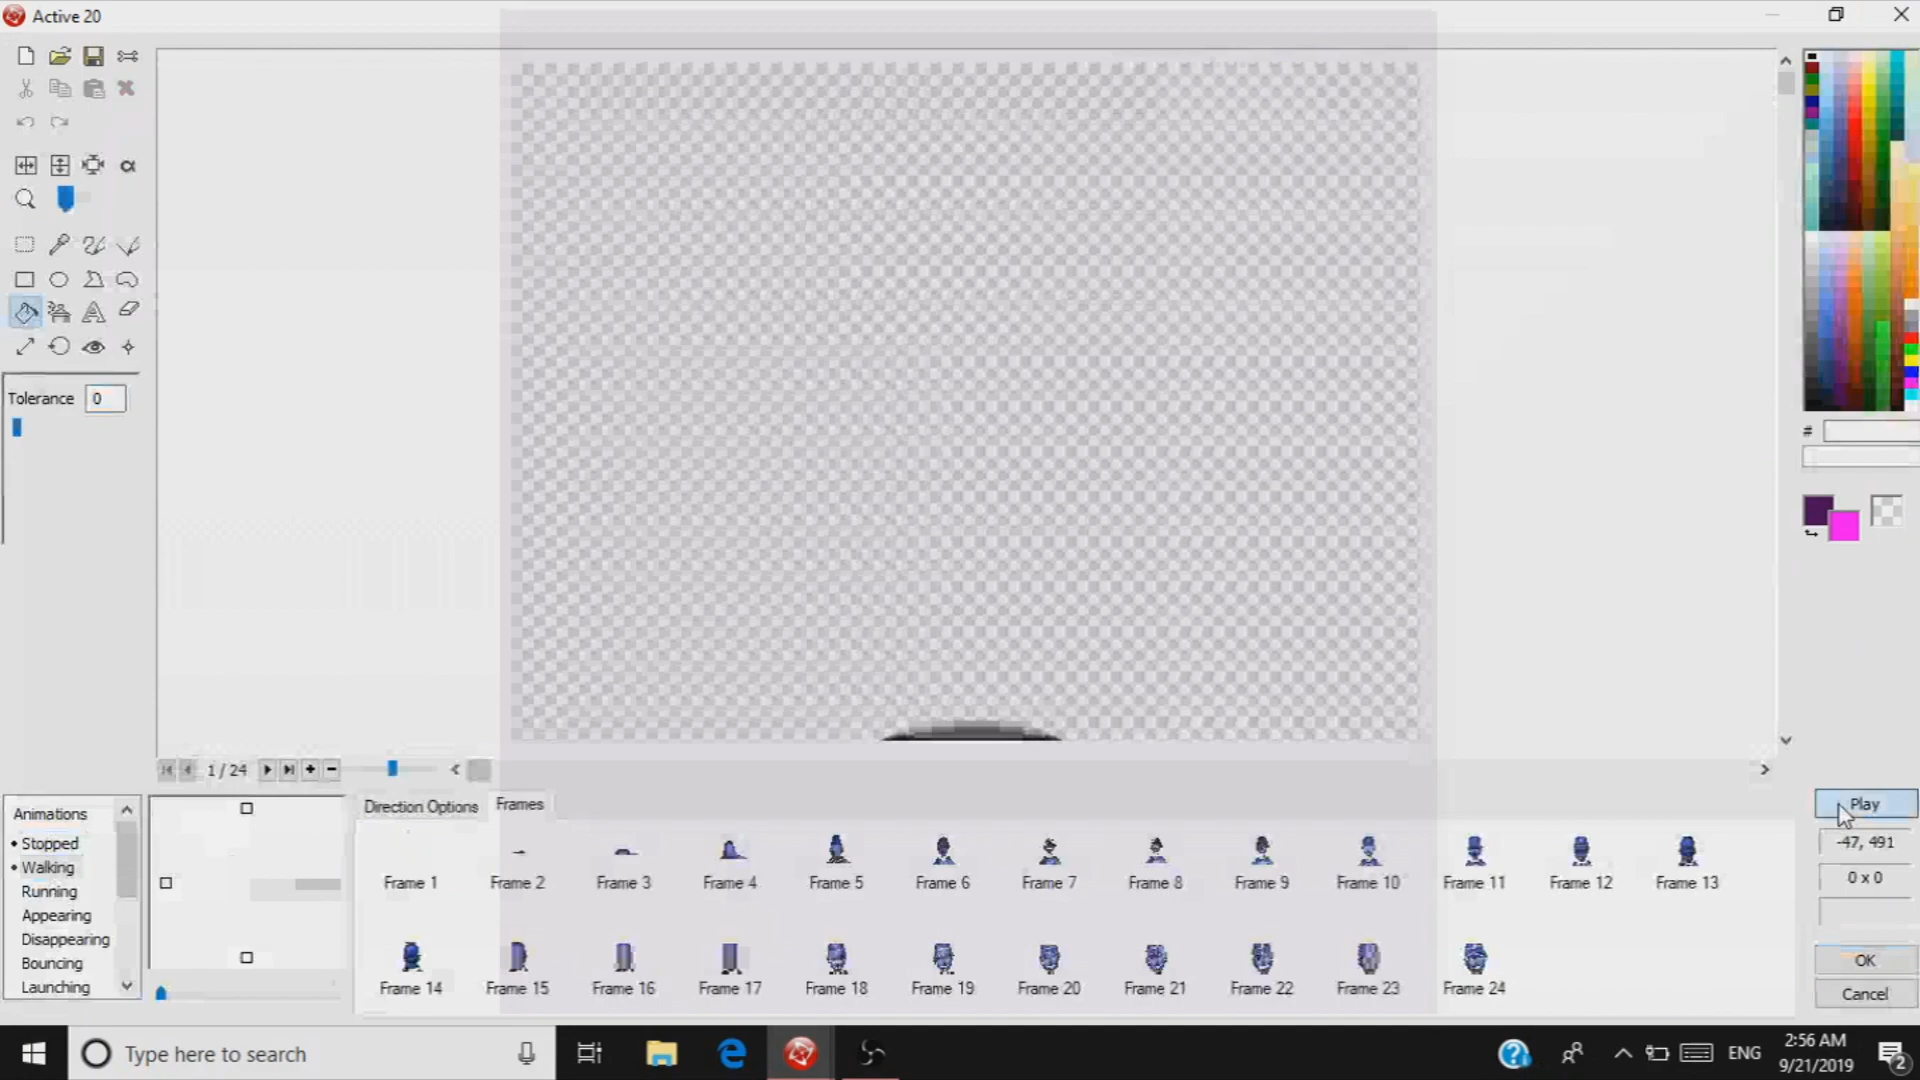 Active 20
Tolerance 0
#
1 / 24
Animations
Stopped
Walking
Running
Appearing
Disappearing
Bouncing
Launching
Direction Options
Frames
Frame 1
Frame 2
Frame 3
Frame 4
Frame 5
Frame 6
Frame 7
Frame 8
Frame 9
Frame 10
Frame 11
Frame 12
Frame 13
Frame 14
Frame 15
Frame 16
Frame 17
Frame 18
Frame 19
Frame 20
Frame 21
Frame 22
Frame 23
Frame 24
Play
-47, 491
0 x 0
OK
Cancel
Type here to search
ENG
2:56 AM
9/21/2019
2